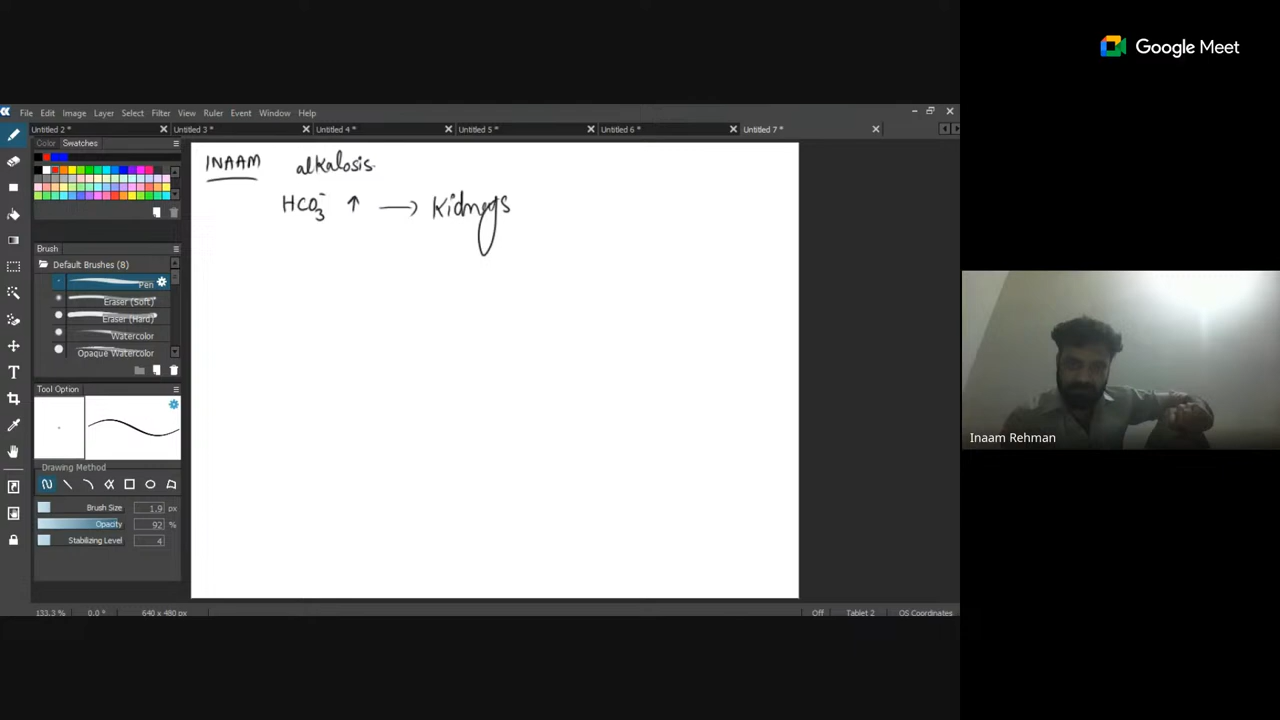 Google Meet
File Edit Image Layer Select Filter View Ruler Event Window Help
Untitled 2 * Untitled 3 * Untitled 4 * Untitled 5 * Untitled 6 * Untitled 7 *
Color Swatches
INAAM alkalosis
HCO₃⁻ ↑ → Kidneys
Brush
Default Brushes (8)
Pen
Eraser (Soft)
Eraser (Hard)
Watercolor
Opaque Watercolor
Tool Option
Drawing Method
Brush Size 1.9 px
Opacity 92 %
Stabilizing Level 4
133.3 % 0.0 ° 640 x 480 px Off Tablet 2 OS Coordinates
Inaam Rehman